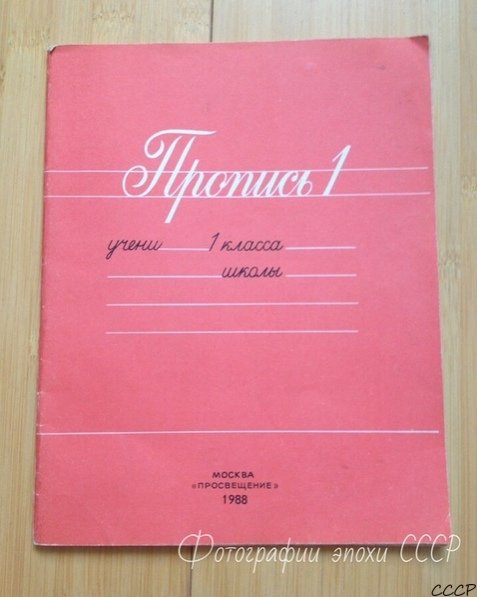 Пропись 1
учени 1 класса
школы
МОСКВА
«ПРОСВЕЩЕНИЕ»
1988
Фотографии эпохи СССР
СССР